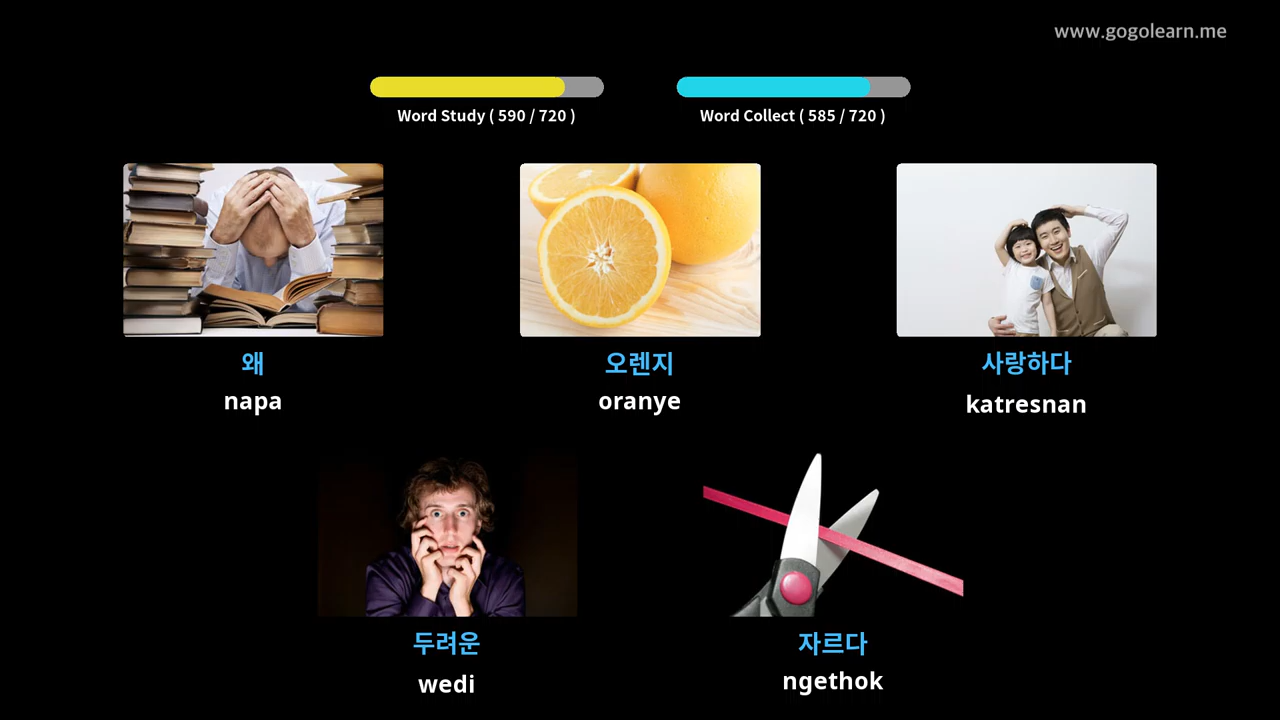 www.gogolearn.me
Word Study ( 590 / 720 )
Word Collect ( 585 / 720 )
왜
napa
오렌지
oranye
사랑하다
katresnan
두려운
wedi
자르다
ngethok